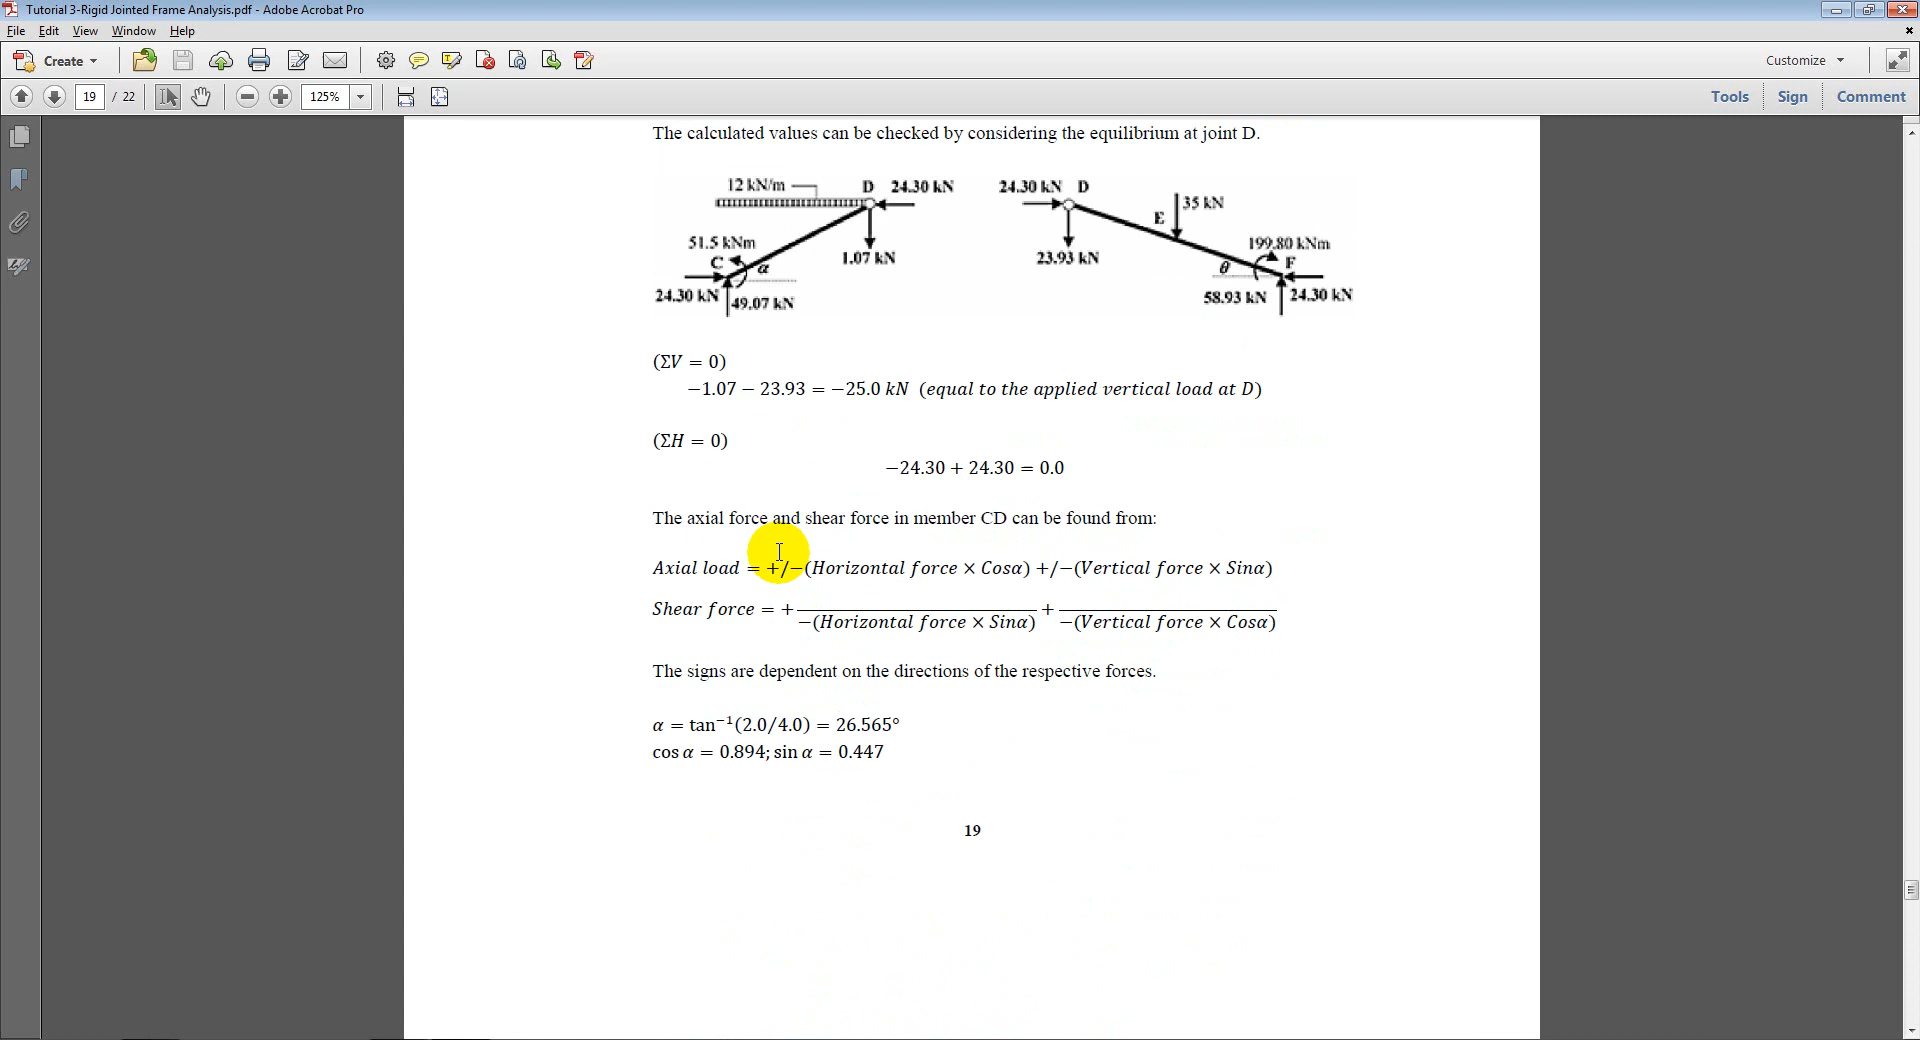 Tutorial 3-Rigid Jointed Frame Analysis.pdf - Adobe Acrobat Pro
File Edit View Window Help
Create Customize
19 / 22 125% Tools Sign Comment
The calculated values can be checked by considering the equilibrium at joint D.
12 kN/m D 24.30 kN 24.30 kN D
35 kN
E
51.5 kNm 199.80 kNm
C α 1.07 kN 23.93 kN θ F
24.30 kN 49.07 kN 58.93 kN 24.30 kN
(ΣV = 0)
−1.07 − 23.93 = −25.0 kN (equal to the applied vertical load at D)
(ΣH = 0)
−24.30 + 24.30 = 0.0
The axial force and shear force in member CD can be found from:
Axial load = +/−(Horizontal force × Cosα) +/−(Vertical force × Sinα)
Shear force = + / −(Horizontal force × Sinα) + / −(Vertical force × Cosα)
The signs are dependent on the directions of the respective forces.
α = tan⁻¹(2.0/4.0) = 26.565°
cos α = 0.894; sin α = 0.447
19